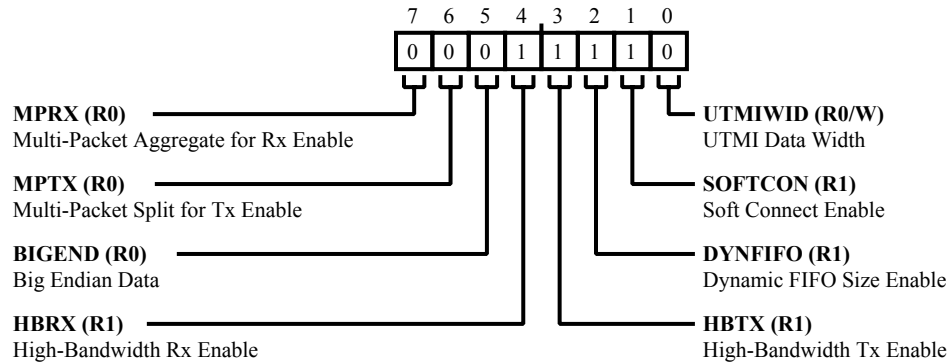 7 6 5 4 3 2 1 0
0 0 0 1 1 1 1 0
MPRX (R0)
Multi-Packet Aggregate for Rx Enable
MPTX (R0)
Multi-Packet Split for Tx Enable
BIGEND (R0)
Big Endian Data
HBRX (R1)
High-Bandwidth Rx Enable
UTMIWID (R0/W)
UTMI Data Width
SOFTCON (R1)
Soft Connect Enable
DYNFIFO (R1)
Dynamic FIFO Size Enable
HBTX (R1)
High-Bandwidth Tx Enable